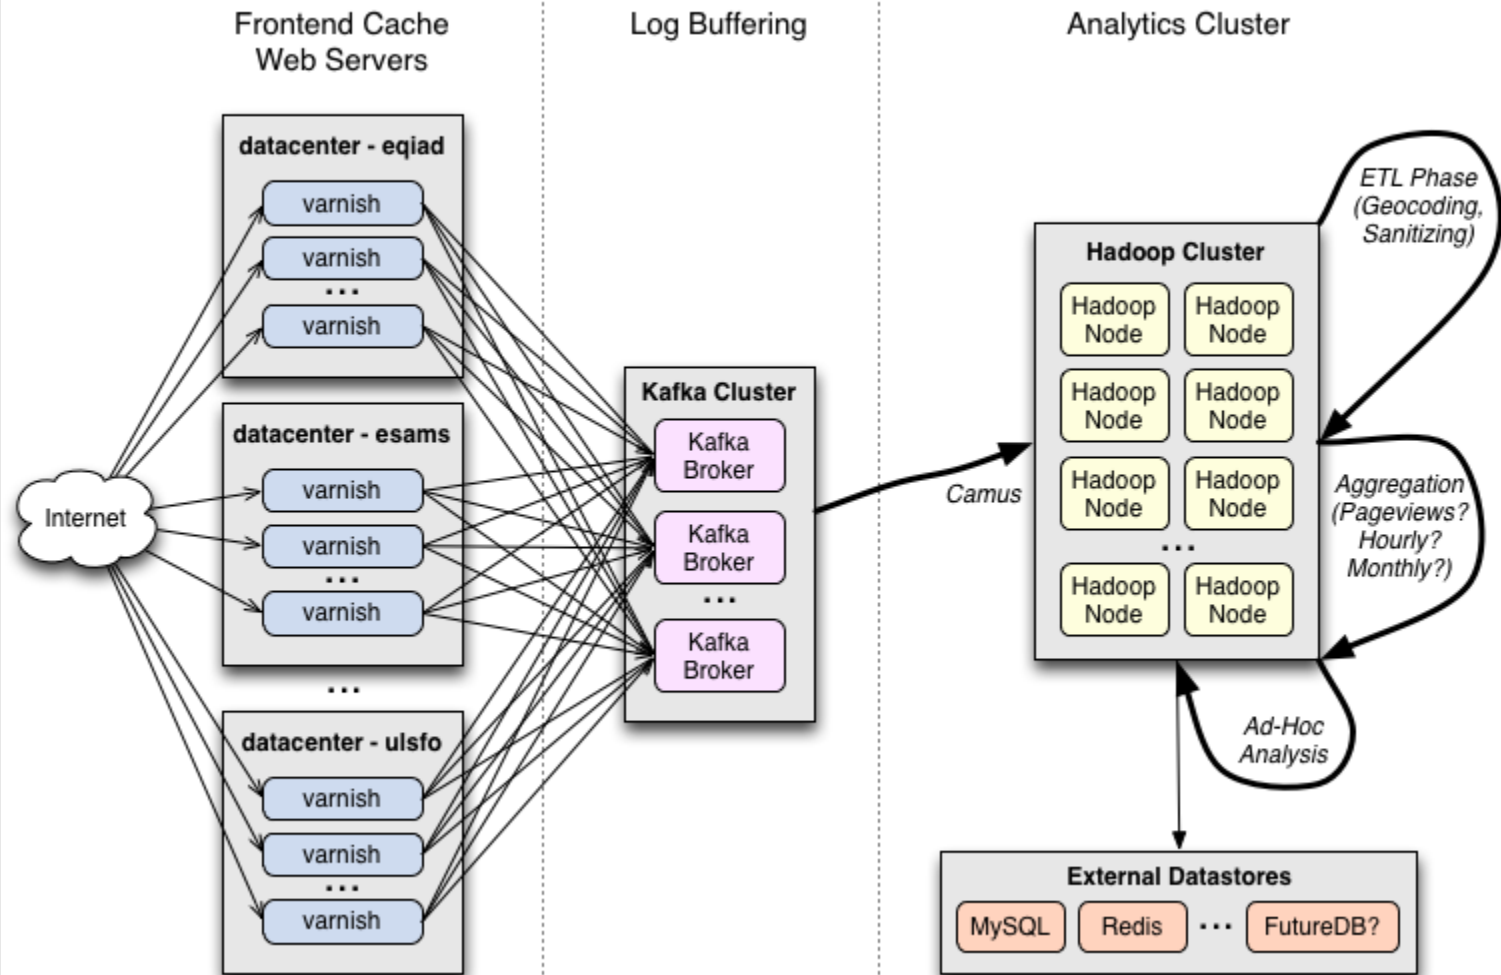 Frontend Cache
Web Servers
Log Buffering
Analytics Cluster
datacenter - eqiad
varnish
varnish
...
varnish
datacenter - esams
varnish
varnish
...
varnish
...
datacenter - ulsfo
varnish
varnish
...
varnish
Internet
Kafka Cluster
Kafka
Broker
Kafka
Broker
...
Kafka
Broker
Camus
Hadoop Cluster
Hadoop
Node
Hadoop
Node
Hadoop
Node
Hadoop
Node
Hadoop
Node
Hadoop
Node
...
Hadoop
Node
Hadoop
Node
ETL Phase
(Geocoding,
Sanitizing)
Aggregation
(Pageviews?
Hourly?
Monthly?)
Ad-Hoc
Analysis
External Datastores
MySQL
Redis
...
FutureDB?